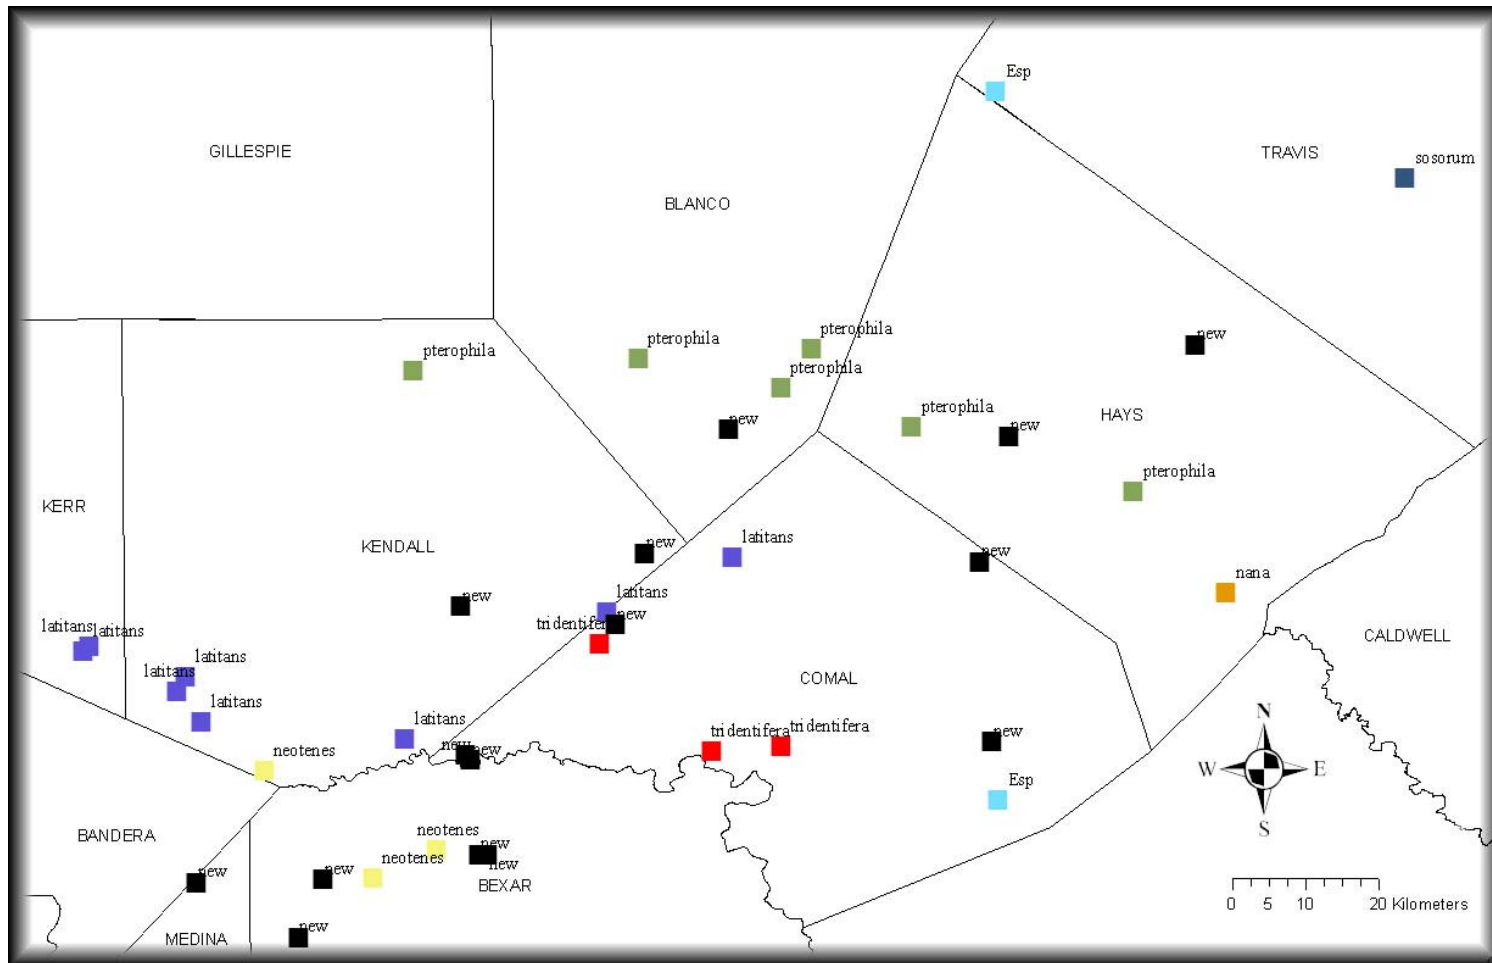 Esp
GILLESPIE
TRAVIS
sosorum
BLANCO
pterophila
pterophila
pterophila
pterophila
new
new
pterophila
new
HAYS
pterophila
KERR
KENDALL
new
latitans
new
nana
new
latitans
new
tridentifera
latitans
latitans
CALDWELL
latitans
latitans
COMAL
latitans
latitans
tridentifera
tridentifera
new
new
new
neotenes
N
W
E
S
Esp
BANDERA
neotenes
neotenes
new
new
new
new
BEXAR
new
MEDINA
0 5 10 20 Kilometers